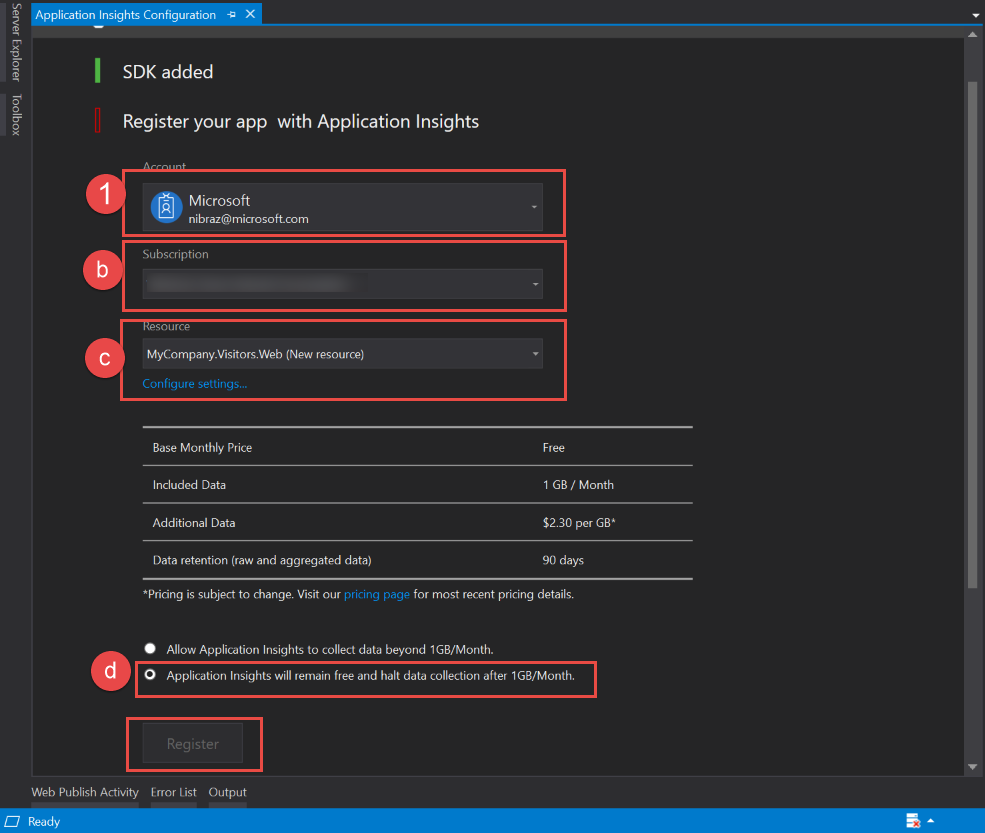 Server Explorer
Toolbox
Application Insights Configuration
SDK added
Register your app with Application Insights
Account
1
Microsoft
nibraz@microsoft.com
b
Subscription
c
Resource
MyCompany.Visitors.Web (New resource)
Configure settings...
Base Monthly Price Free
Included Data 1 GB / Month
Additional Data $2.30 per GB*
Data retention (raw and aggregated data) 90 days
*Pricing is subject to change. Visit our pricing page for most recent pricing details.
Allow Application Insights to collect data beyond 1GB/Month.
d
Application Insights will remain free and halt data collection after 1GB/Month.
Register
Web Publish Activity Error List Output
Ready